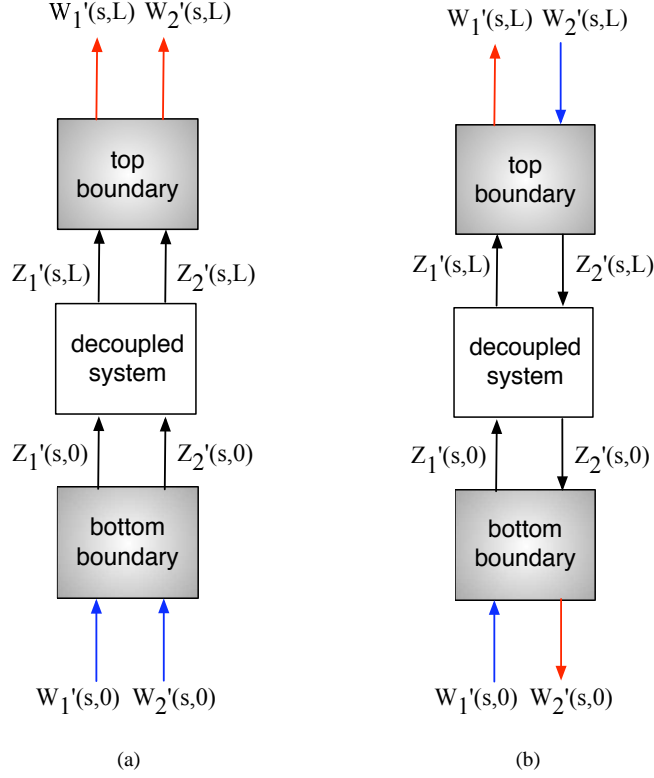 W1'(s,L) W2'(s,L)
top
boundary
Z1'(s,L) Z2'(s,L)
decoupled
system
Z1'(s,0) Z2'(s,0)
bottom
boundary
W1'(s,0) W2'(s,0)
(a)
W1'(s,L) W2'(s,L)
top
boundary
Z1'(s,L) Z2'(s,L)
decoupled
system
Z1'(s,0) Z2'(s,0)
bottom
boundary
W1'(s,0) W2'(s,0)
(b)